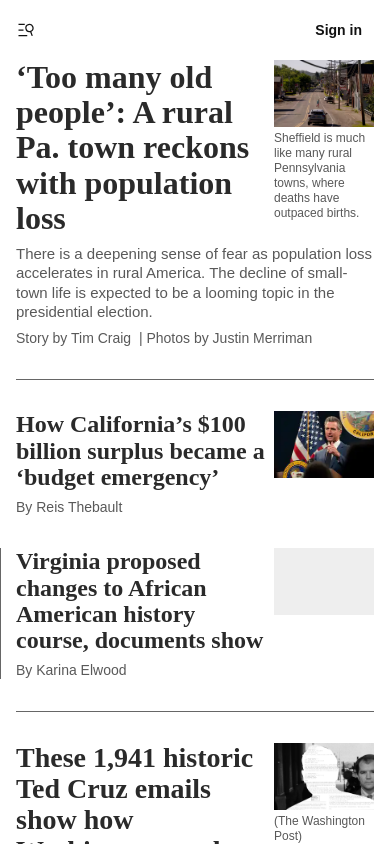 Sign in
‘Too many old
people’: A rural
Pa. town reckons
with population
loss
Sheffield is much
like many rural
Pennsylvania
towns, where
deaths have
outpaced births.
There is a deepening sense of fear as population loss
accelerates in rural America. The decline of small-
town life is expected to be a looming topic in the
presidential election.
Story by Tim Craig | Photos by Justin Merriman
How California’s $100
billion surplus became a
‘budget emergency’
By Reis Thebault
Virginia proposed
changes to African
American history
course, documents show
By Karina Elwood
These 1,941 historic
Ted Cruz emails
show how
(The Washington
Post)